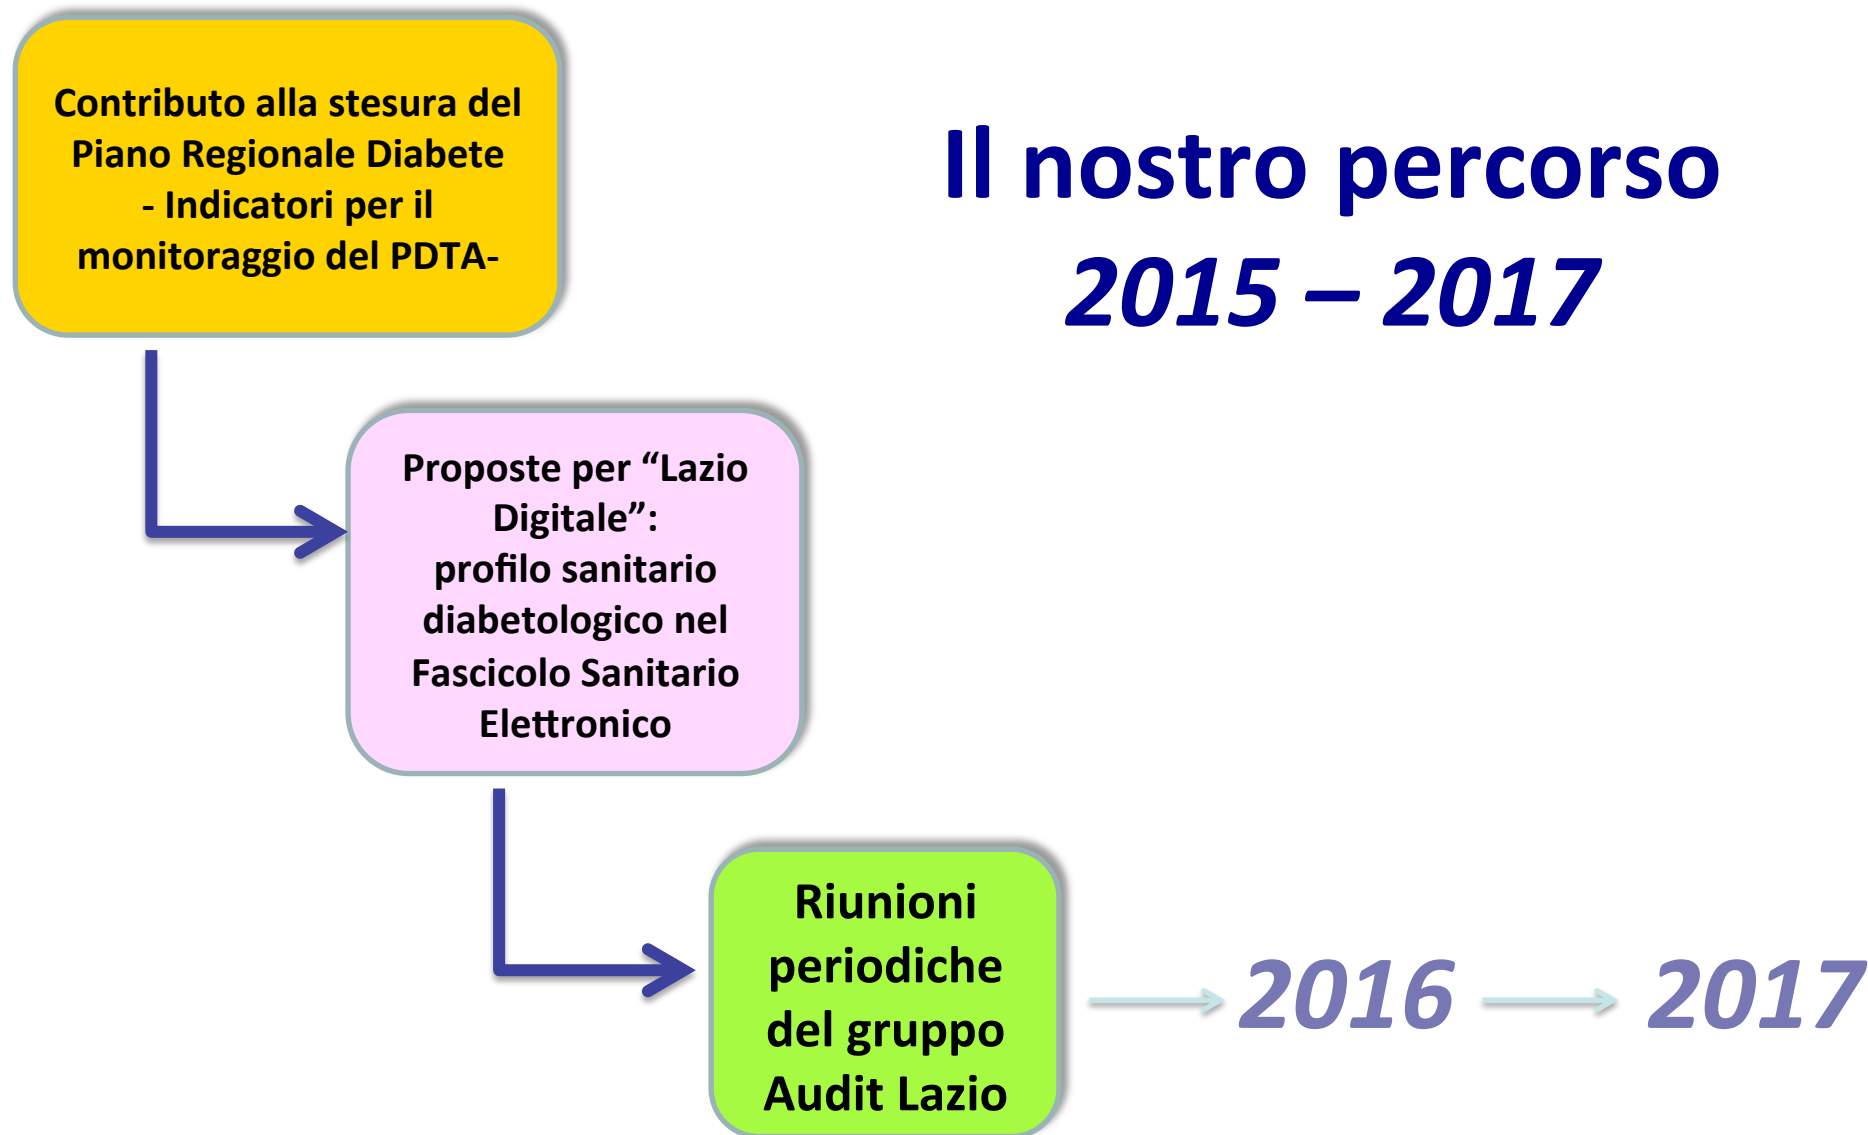 Contributo alla stesura del
Piano Regionale Diabete
- Indicatori per il
monitoraggio del PDTA-
Il nostro percorso
2015 – 2017
Proposte per “Lazio
Digitale”:
profilo sanitario
diabetologico nel
Fascicolo Sanitario
Elettronico
Riunioni
periodiche
del gruppo
Audit Lazio
2016
2017